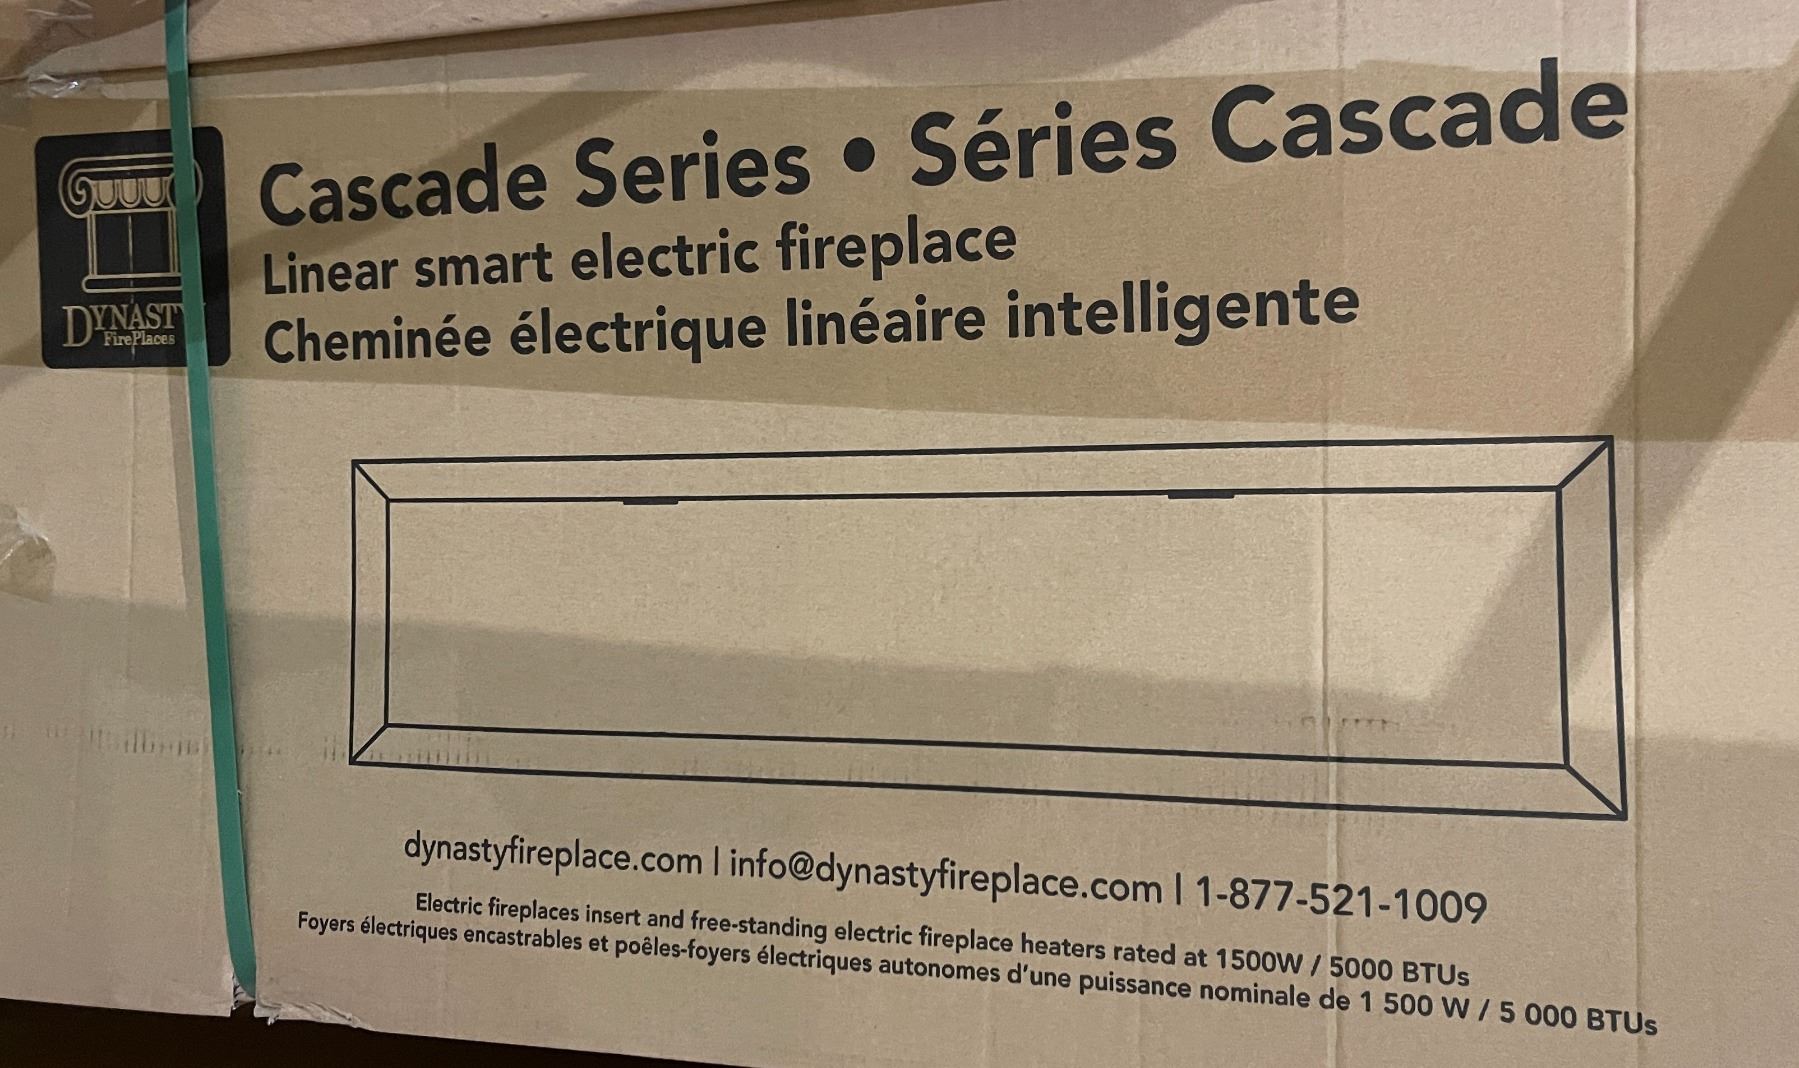 DYNASTY
FirePlaces
Cascade Series • Séries Cascade
Linear smart electric fireplace
Cheminée électrique linéaire intelligente
dynastyfireplace.com | info@dynastyfireplace.com | 1-877-521-1009
Electric fireplaces insert and free-standing electric fireplace heaters rated at 1500W / 5000 BTUs
Foyers électriques encastrables et poêles-foyers électriques autonomes d'une puissance nominale de 1 500 W / 5 000 BTUs